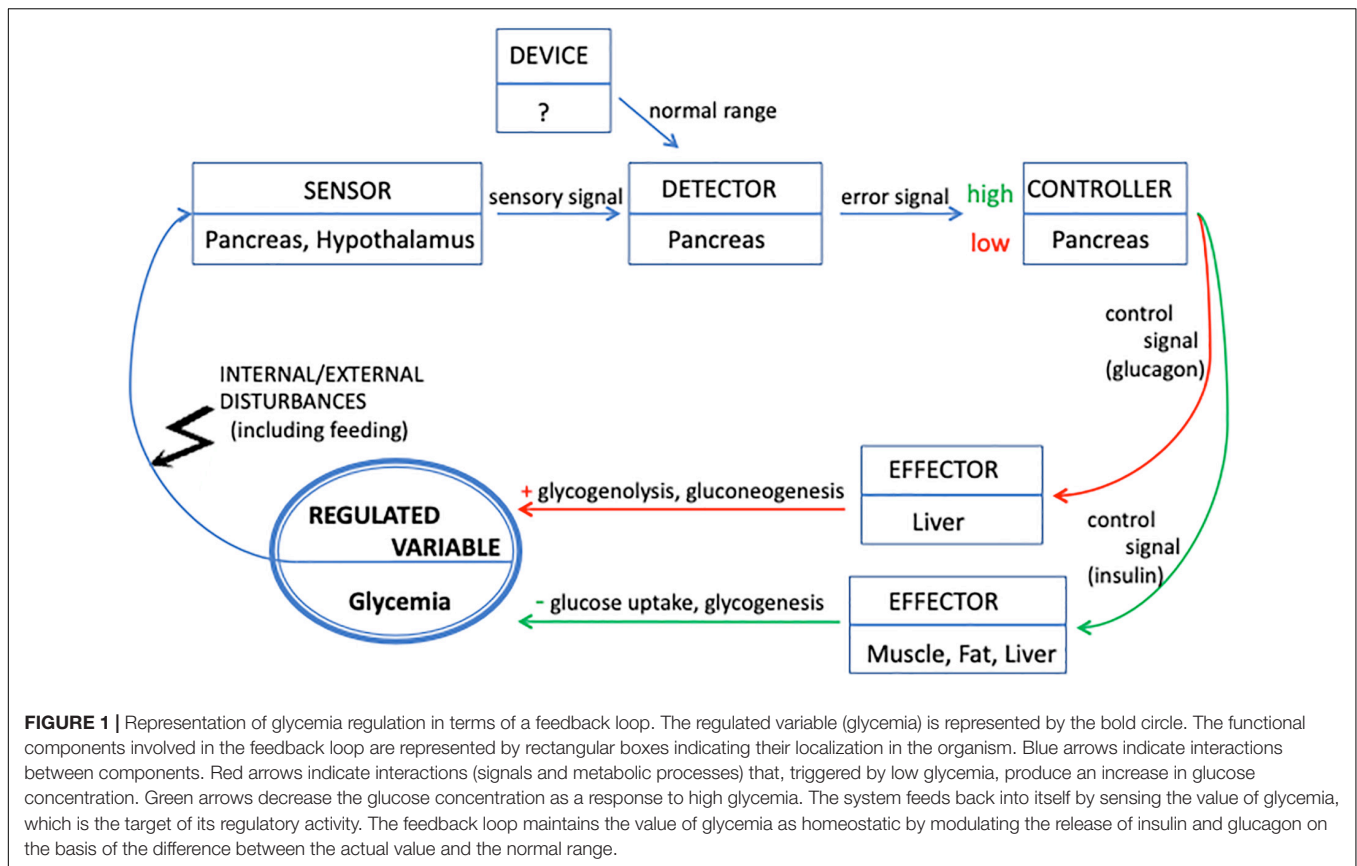 DEVICE
?
normal range
SENSOR
Pancreas, Hypothalamus
sensory signal
DETECTOR
Pancreas
error signal
high
low
CONTROLLER
Pancreas
control
signal
(glucagon)
INTERNAL/EXTERNAL
DISTURBANCES
(including feeding)
EFFECTOR
Liver
+ glycogenolysis, gluconeogenesis
REGULATED
VARIABLE
Glycemia
control
signal
(insulin)
EFFECTOR
Muscle, Fat, Liver
- glucose uptake, glycogenesis
FIGURE 1 | Representation of glycemia regulation in terms of a feedback loop. The regulated variable (glycemia) is represented by the bold circle. The functional
components involved in the feedback loop are represented by rectangular boxes indicating their localization in the organism. Blue arrows indicate interactions
between components. Red arrows indicate interactions (signals and metabolic processes) that, triggered by low glycemia, produce an increase in glucose
concentration. Green arrows decrease the glucose concentration as a response to high glycemia. The system feeds back into itself by sensing the value of glycemia,
which is the target of its regulatory activity. The feedback loop maintains the value of glycemia as homeostatic by modulating the release of insulin and glucagon on
the basis of the difference between the actual value and the normal range.